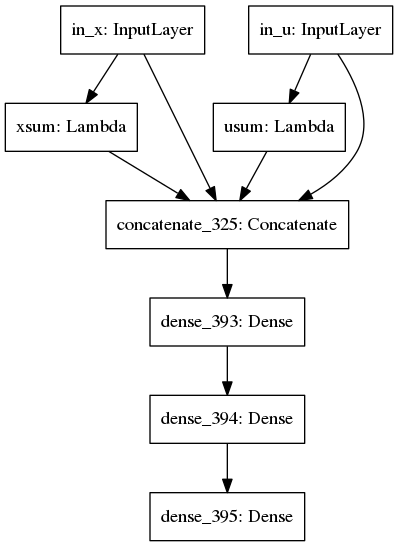 in_x: InputLayer
in_u: InputLayer
xsum: Lambda
usum: Lambda
concatenate_325: Concatenate
dense_393: Dense
dense_394: Dense
dense_395: Dense